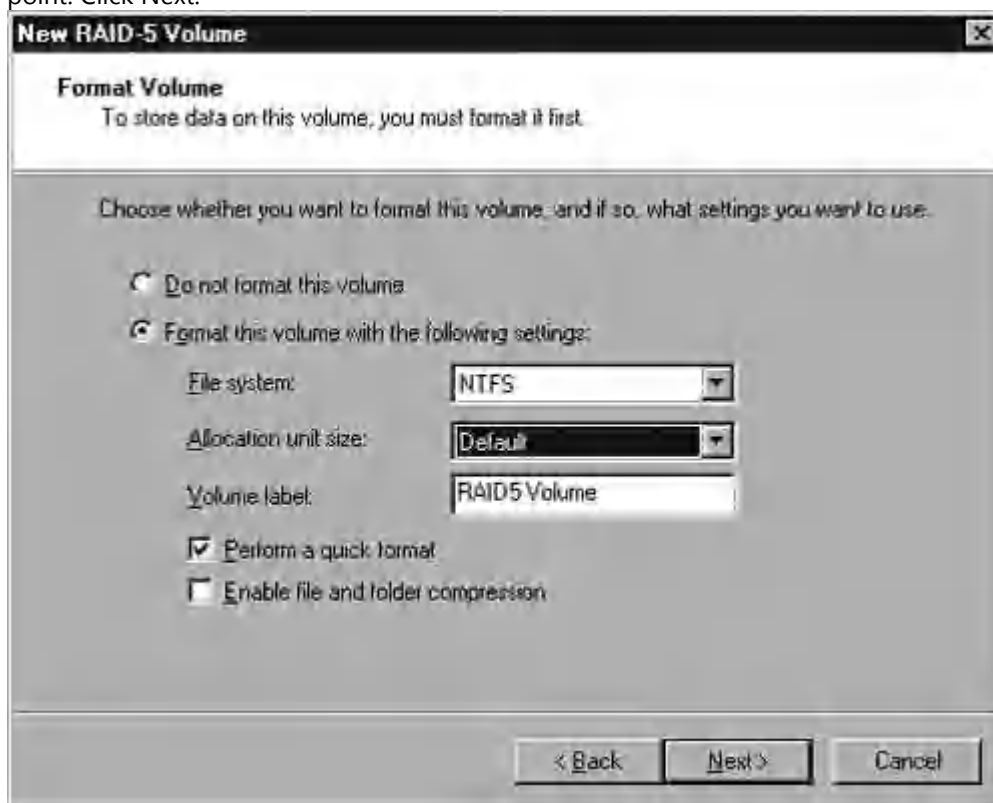 point. Click Next.
New RAID-5 Volume
Format Volume
To store data on this volume, you must format it first.
Choose whether you want to format this volume, and if so, what settings you want to use.
Do not format this volume
Format this volume with the following settings:
File system:
NTFS
Allocation unit size:
Default
Volume label:
RAID5 Volume
Perform a quick format
Enable file and folder compression
< Back
Next >
Cancel